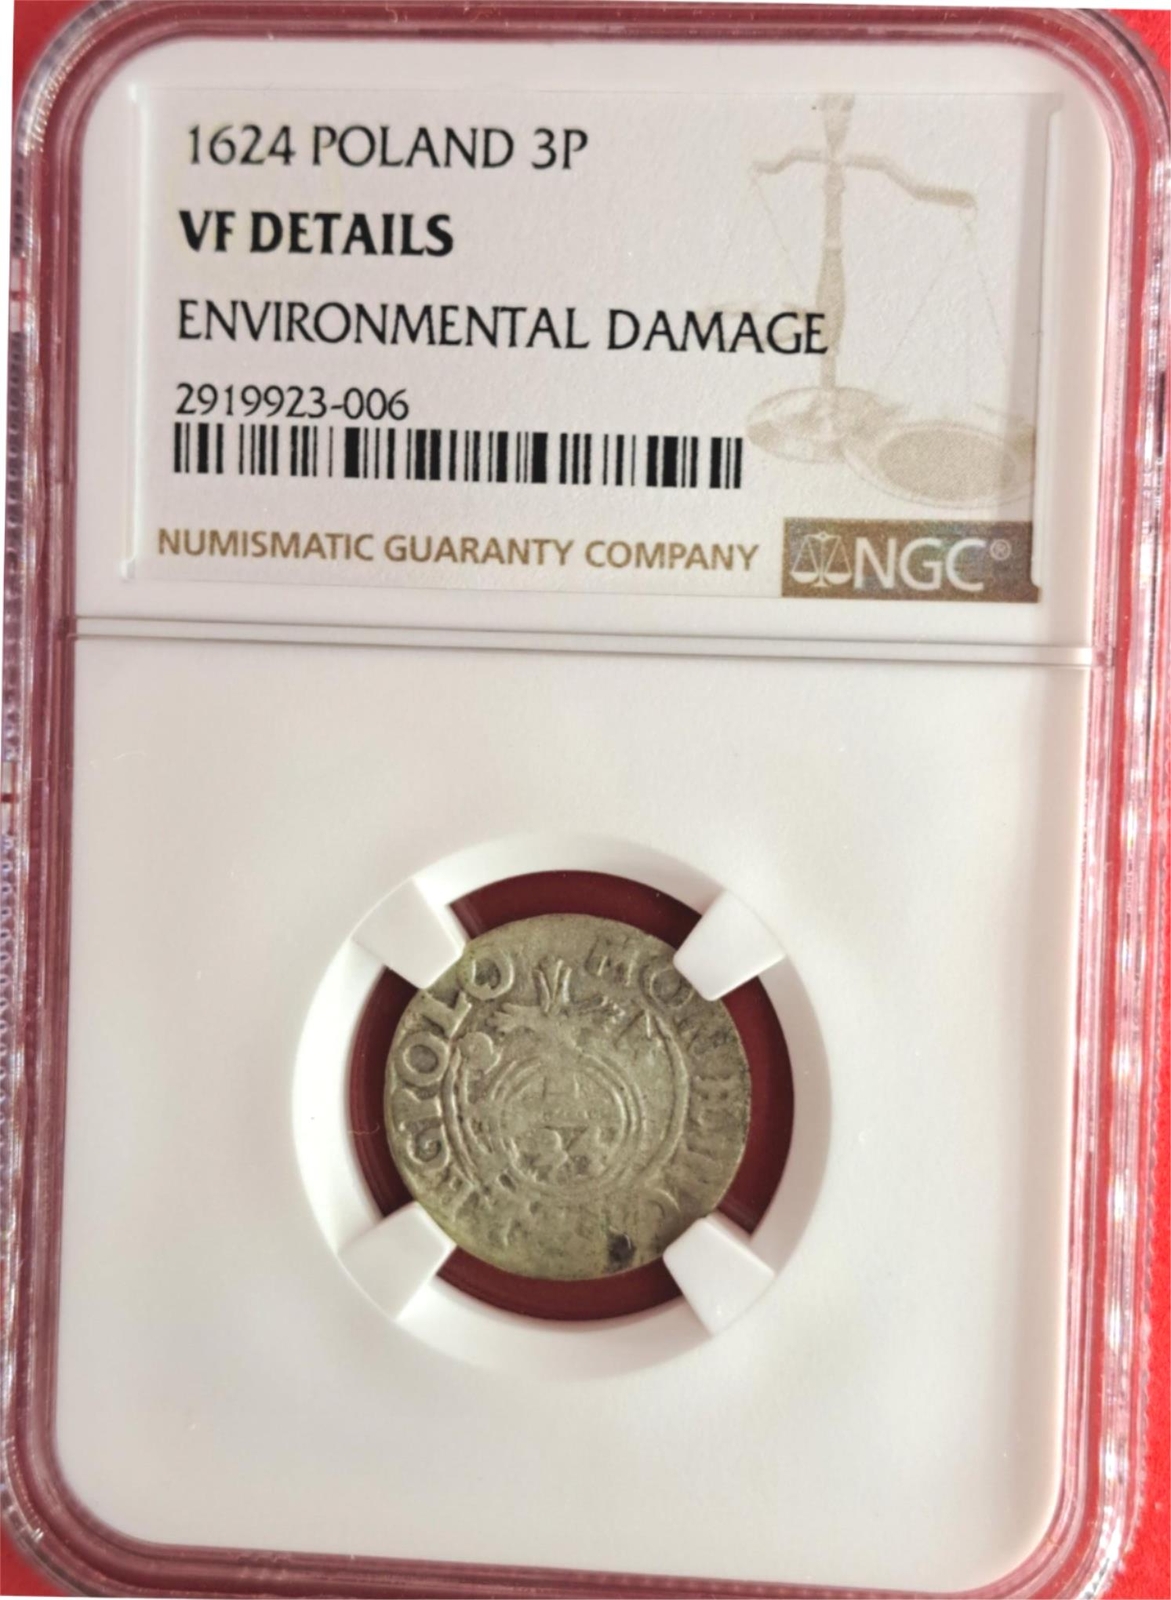 1624 POLAND 3P
VF DETAILS
ENVIRONMENTAL DAMAGE
2919923-006
NUMISMATIC GUARANTY COMPANY
NGC®